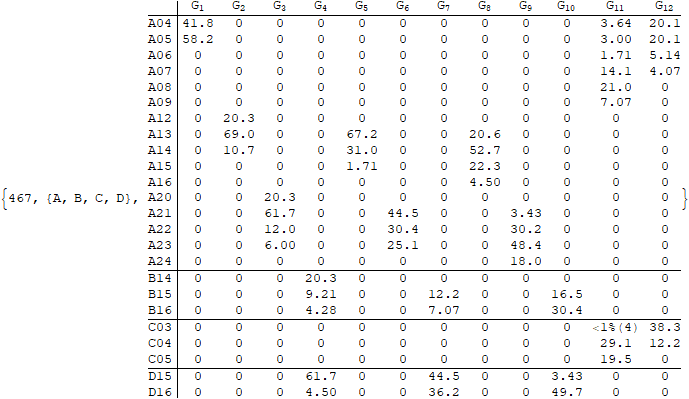 G1 G2 G3 G4 G5 G6 G7 G8 G9 G10 G11 G12
A04 41.8 0 0 0 0 0 0 0 0 0 3.64 20.1
A05 58.2 0 0 0 0 0 0 0 0 0 3.00 20.1
A06 0 0 0 0 0 0 0 0 0 0 1.71 5.14
A07 0 0 0 0 0 0 0 0 0 0 14.1 4.07
A08 0 0 0 0 0 0 0 0 0 0 21.0 0
A09 0 0 0 0 0 0 0 0 0 0 7.07 0
A12 0 20.3 0 0 0 0 0 0 0 0 0 0
A13 0 69.0 0 0 67.2 0 0 20.6 0 0 0 0
A14 0 10.7 0 0 31.0 0 0 52.7 0 0 0 0
A15 0 0 0 0 1.71 0 0 22.3 0 0 0 0
A16 0 0 0 0 0 0 0 4.50 0 0 0 0
{467, {A, B, C, D}, A20 0 0 20.3 0 0 0 0 0 0 0 0 0 }
A21 0 0 61.7 0 0 44.5 0 0 3.43 0 0 0
A22 0 0 12.0 0 0 30.4 0 0 30.2 0 0 0
A23 0 0 6.00 0 0 25.1 0 0 48.4 0 0 0
A24 0 0 0 0 0 0 0 0 18.0 0 0 0
B14 0 0 0 20.3 0 0 0 0 0 0 0 0
B15 0 0 0 9.21 0 0 12.2 0 0 16.5 0 0
B16 0 0 0 4.28 0 0 7.07 0 0 30.4 0 0
C03 0 0 0 0 0 0 0 0 0 0 <1%(4) 38.3
C04 0 0 0 0 0 0 0 0 0 0 29.1 12.2
C05 0 0 0 0 0 0 0 0 0 0 19.5 0
D15 0 0 0 61.7 0 0 44.5 0 0 3.43 0 0
D16 0 0 0 4.50 0 0 36.2 0 0 49.7 0 0